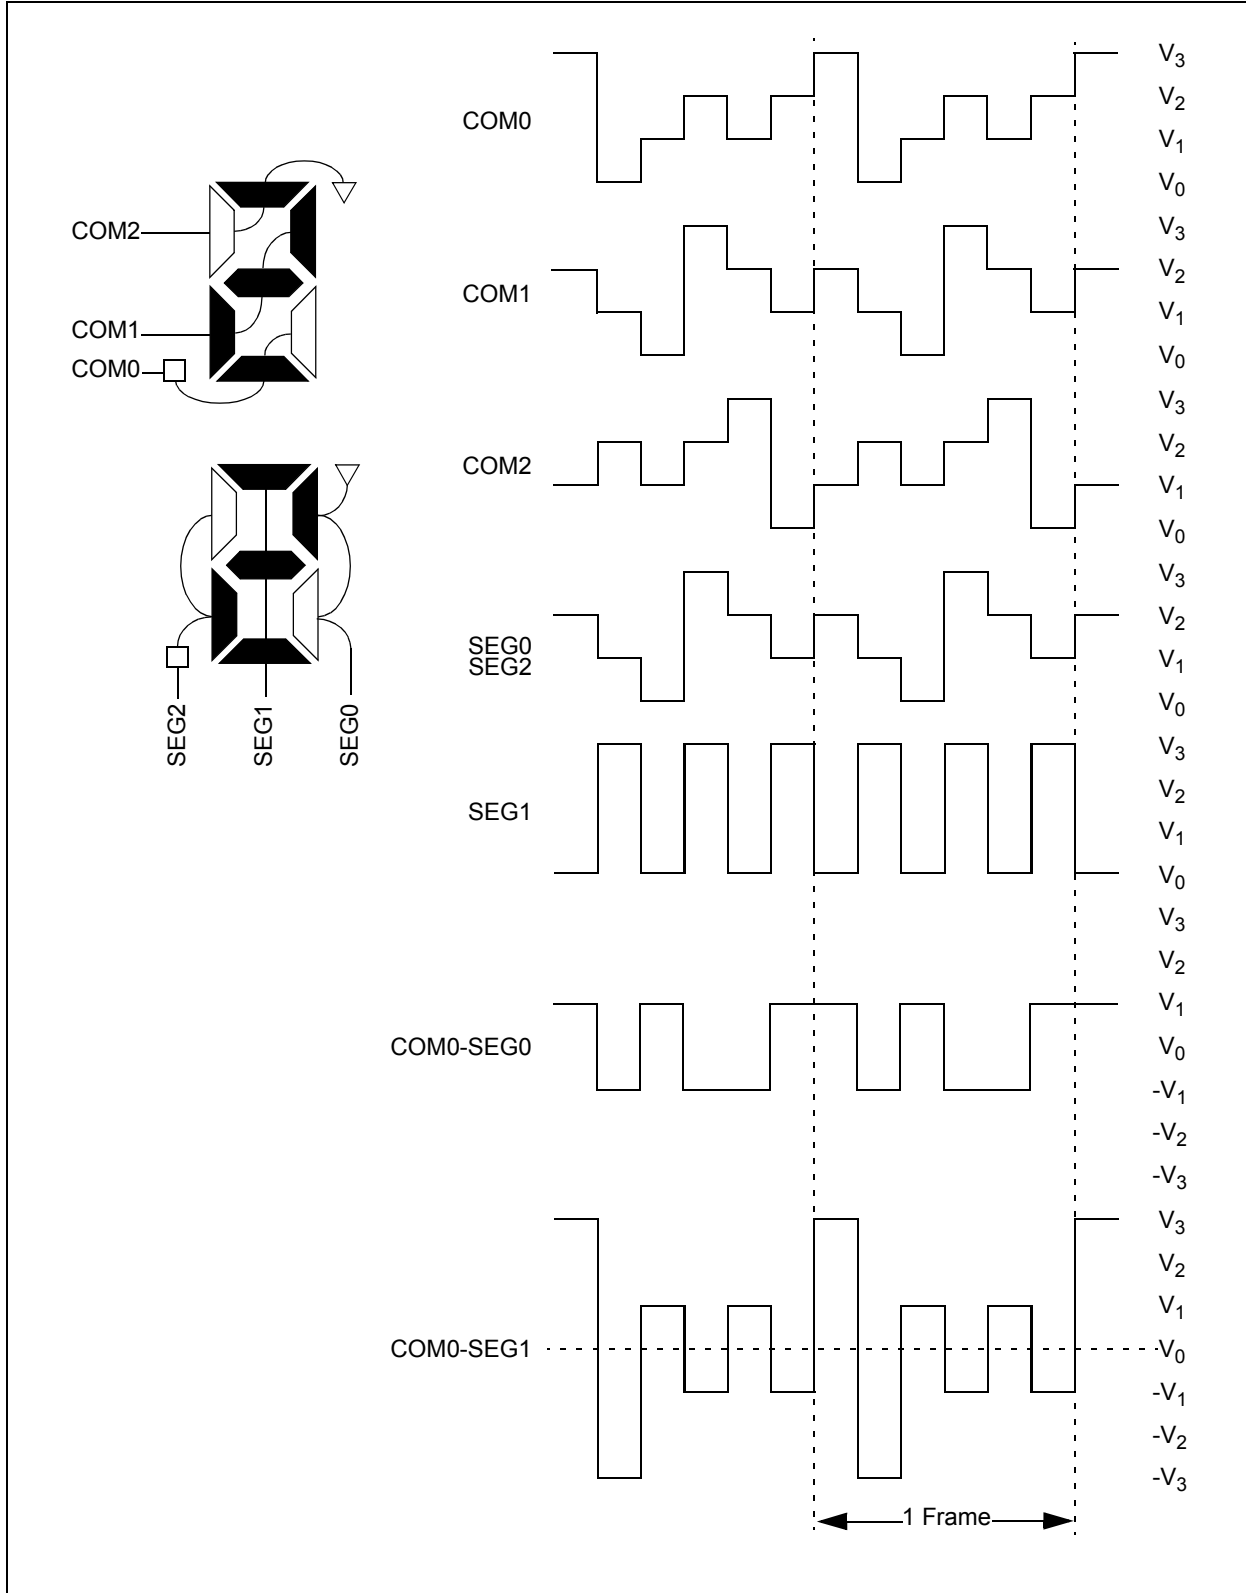 COM2
COM1
COM0
SEG2
SEG1
SEG0
COM0
V3
V2
V1
V0
COM1
V3
V2
V1
V0
COM2
V3
V2
V1
V0
SEG0
SEG2
V3
V2
V1
V0
SEG1
V3
V2
V1
V0
COM0-SEG0
V3
V2
V1
V0
-V1
-V2
-V3
COM0-SEG1
V3
V2
V1
V0
-V1
-V2
-V3
1 Frame